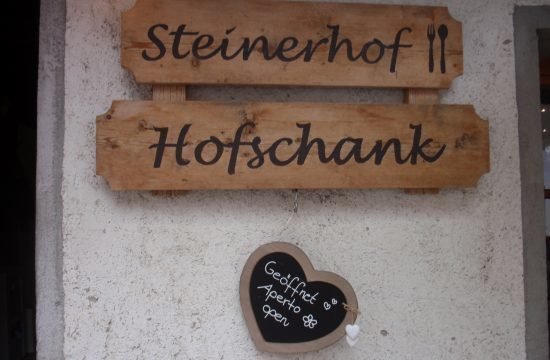 Steinerhof
Hofschank
Geöffnet
Aperto
open